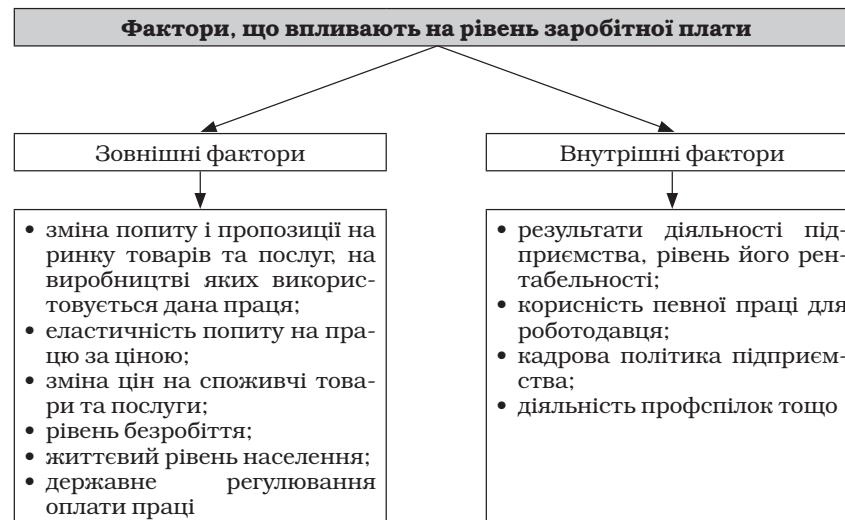 Фактори, що впливають на рівень заробітної плати
Зовнішні фактори
• зміна попиту і пропозиції на
ринку товарів та послуг, на
виробництві яких викорис-
товується дана праця;
• еластичність попиту на пра-
цю за ціною;
• зміна цін на споживчі това-
ри та послуги;
• рівень безробіття;
• життєвий рівень населення;
• державне регулювання
оплати праці
Внутрішні фактори
• результати діяльності під-
приємства, рівень його рен-
табельності;
• корисність певної праці для
роботодавця;
• кадрова політика підприєм-
ства;
• діяльність профспілок тощо